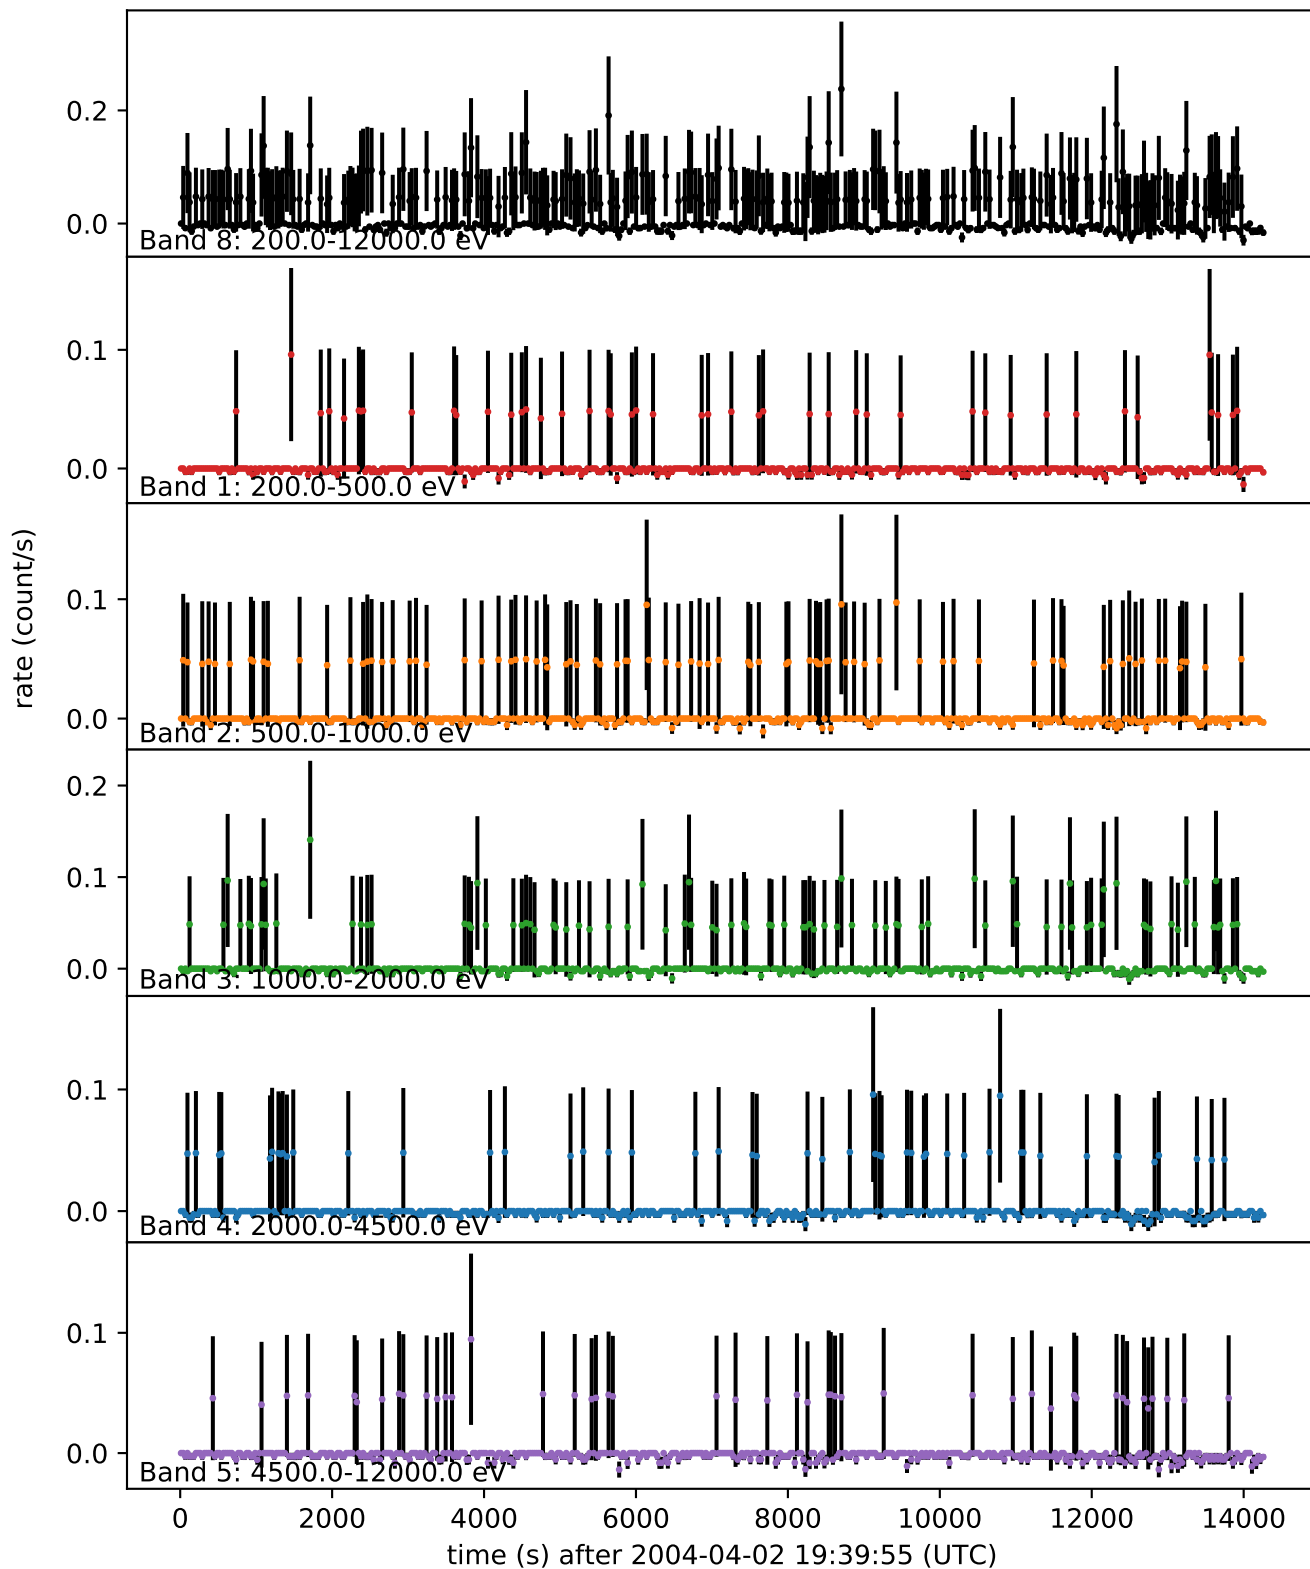 0.2
0.0
Band 8: 200.0-12000.0 eV
0.1
0.0
Band 1: 200.0-500.0 eV
0.1
0.0
Band 2: 500.0-1000.0 eV
rate (count/s)
0.2
0.1
0.0
Band 3: 1000.0-2000.0 eV
0.1
0.0
Band 4: 2000.0-4500.0 eV
0.1
0.0
Band 5: 4500.0-12000.0 eV
0 2000 4000 6000 8000 10000 12000 14000
time (s) after 2004-04-02 19:39:55 (UTC)